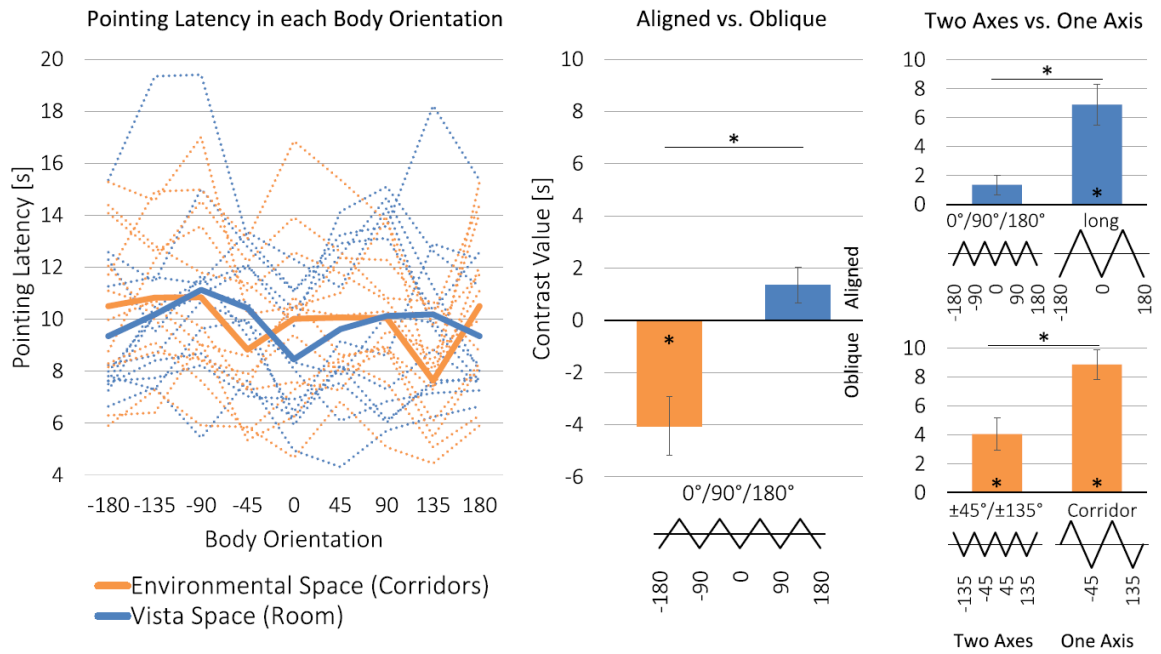 Pointing Latency in each Body Orientation
Pointing Latency [s]
20
18
16
14
12
10
8
6
4
-180 -135 -90 -45 0 45 90 135 180
Body Orientation
Environmental Space (Corridors)
Vista Space (Room)
Aligned vs. Oblique
Contrast Value [s]
10
8
6
4
2
0
-2
-4
-6
*
*
Aligned
Oblique
0°/90°/180°
-180 -90 0 90 180
Two Axes vs. One Axis
10
8
6
4
2
0
*
*
0°/90°/180° long
-180 -90 0 90 180 -180 0 180
10
8
6
4
2
0
*
* *
±45°/±135° Corridor
-135 -45 45 135 -45 135
Two Axes One Axis